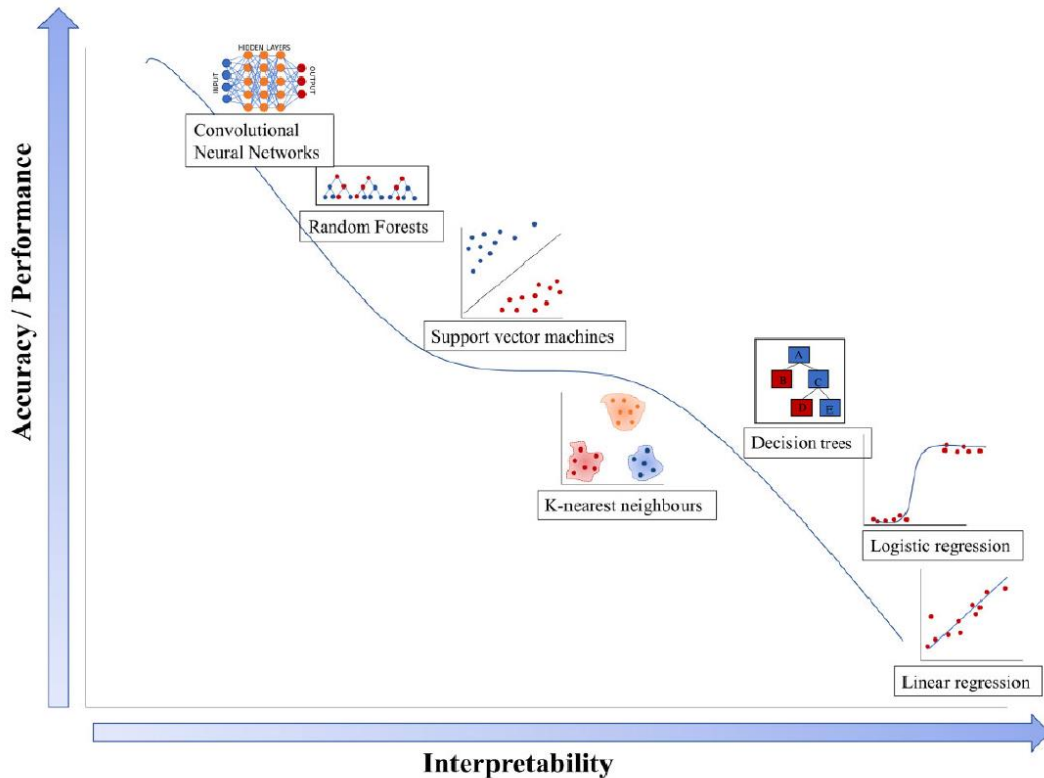 HIDDEN LAYERS
INPUT
OUTPUT
Convolutional
Neural Networks
Random Forests
Support vector machines
A
B
C
D
E
Decision trees
K-nearest neighbours
Logistic regression
Linear regression
Accuracy / Performance
Interpretability